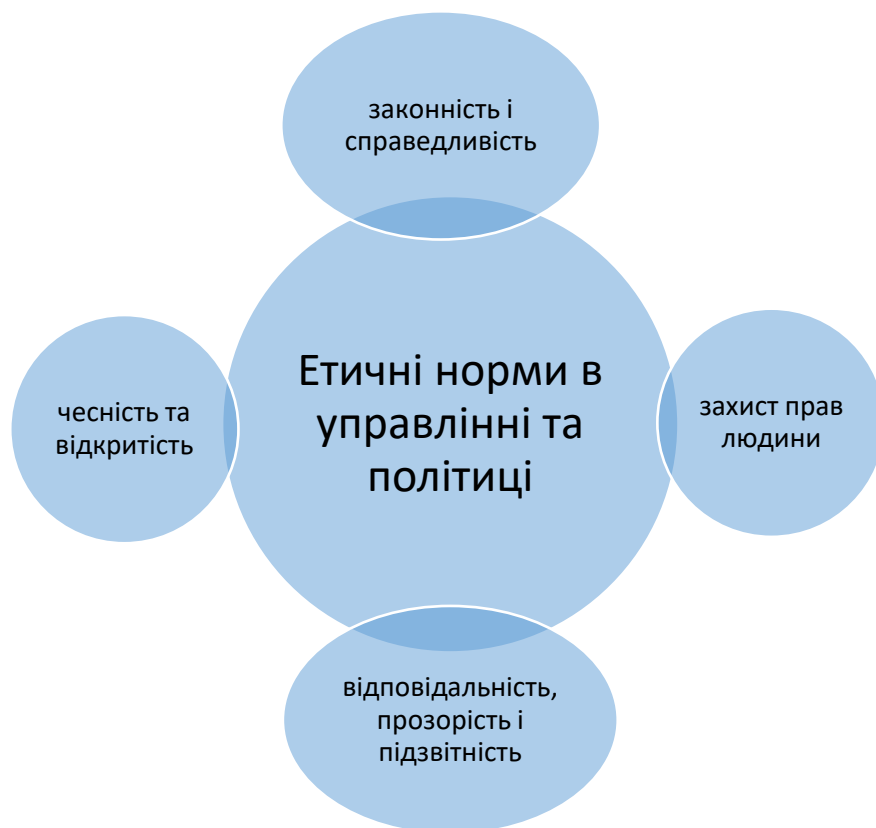 законність і
справедливість
Етичні норми в
управлінні та
політиці
чесність та
відкритість
захист прав
людини
відповідальність,
прозорість і
підзвітність